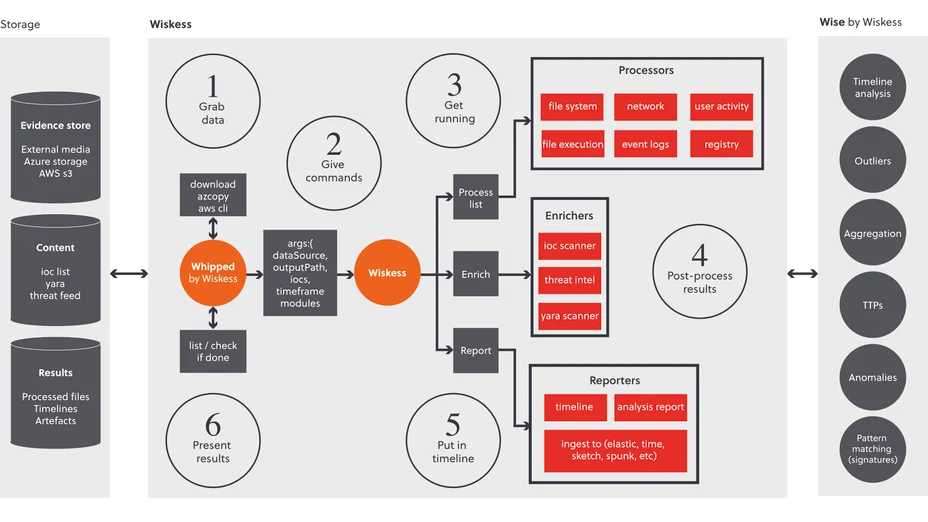 Storage
Evidence store
External media
Azure storage
AWS s3
Content
ioc list
yara
threat feed
Results
Processed files
Timelines
Artefacts
Wiskess
1
Grab
data
2
Give
commands
3
Get
running
download
azcopy
aws cli
Whipped
by Wiskess
list / check
if done
args:{
dataSource,
outputPath,
iocs,
timeframe
modules
Wiskess
Process
list
Enrich
Report
Processors
file system
network
user activity
file execution
event logs
registry
Enrichers
ioc scanner
threat intel
yara scanner
4
Post-process
results
Reporters
timeline
analysis report
ingest to (elastic, time,
sketch, spunk, etc)
5
Put in
timeline
6
Present
results
Wise by Wiskess
Timeline
analysis
Outliers
Aggregation
TTPs
Anomalies
Pattern
matching
(signatures)